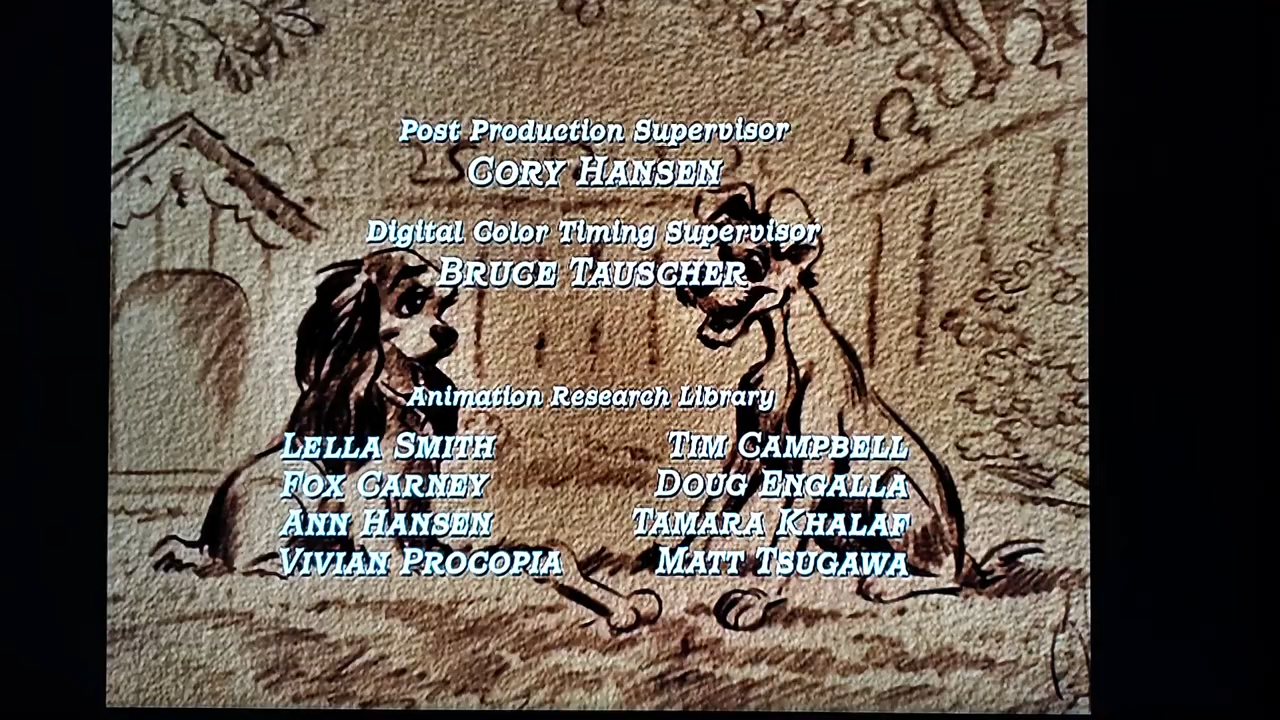 Post Production Supervisor
CORY HANSEN
Digital Color Timing Supervisor
BRUCE TAUSCHER
Animation Research Library
LELLA SMITH TIM CAMPBELL
FOX CARNEY DOUG ENGALLA
ANN HANSEN TAMARA KHALAF
VIVIAN PROCOPIA MATT TSUGAWA